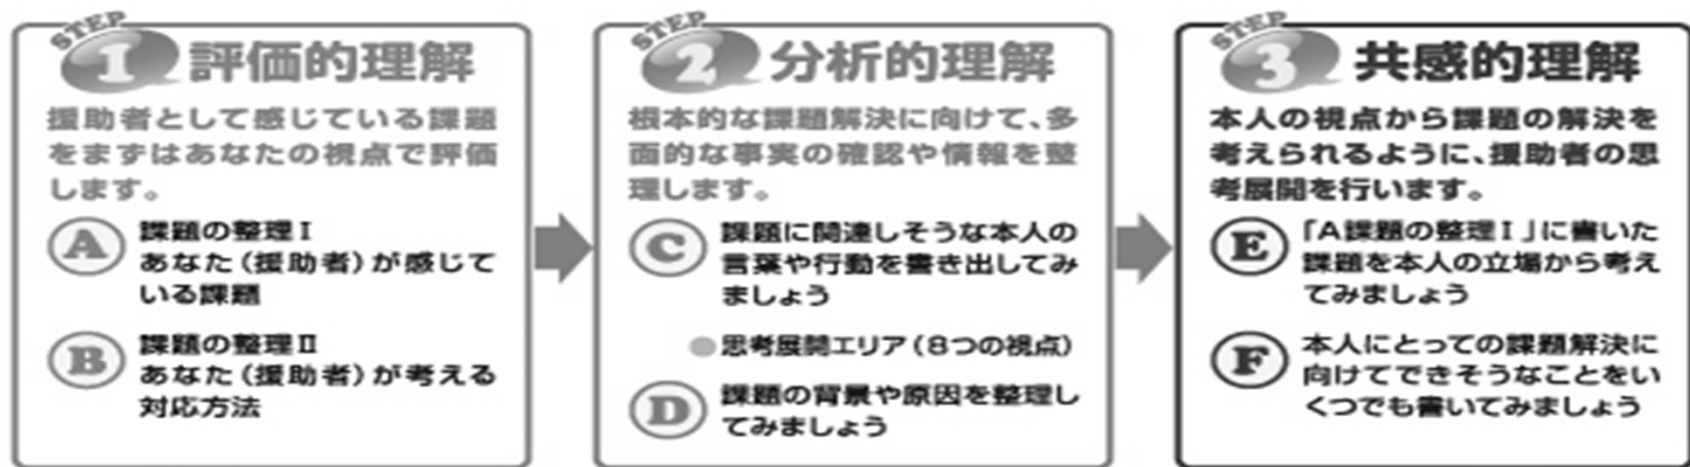 STEP
1 評価的理解
援助者として感じている課題
をまずはあなたの視点で評価
します。
A 課題の整理Ⅰ
あなた(援助者)が感じて
いる課題
B 課題の整理Ⅱ
あなた(援助者)が考える
対応方法
STEP
2 分析的理解
根本的な課題解決に向けて、多
面的な事実の確認や情報を整
理します。
C 課題に関連しそうな本人の
言葉や行動を書き出してみ
ましょう
●思考展開エリア(8つの視点)
D 課題の背景や原因を整理し
てみましょう
STEP
3 共感的理解
本人の視点から課題の解決を
考えられるように、援助者の思
考展開を行います。
E 「A課題の整理Ⅰ」に書いた
課題を本人の立場から考え
てみましょう
F 本人にとっての課題解決に
向けてできそうなことをい
くつでも書いてみましょう